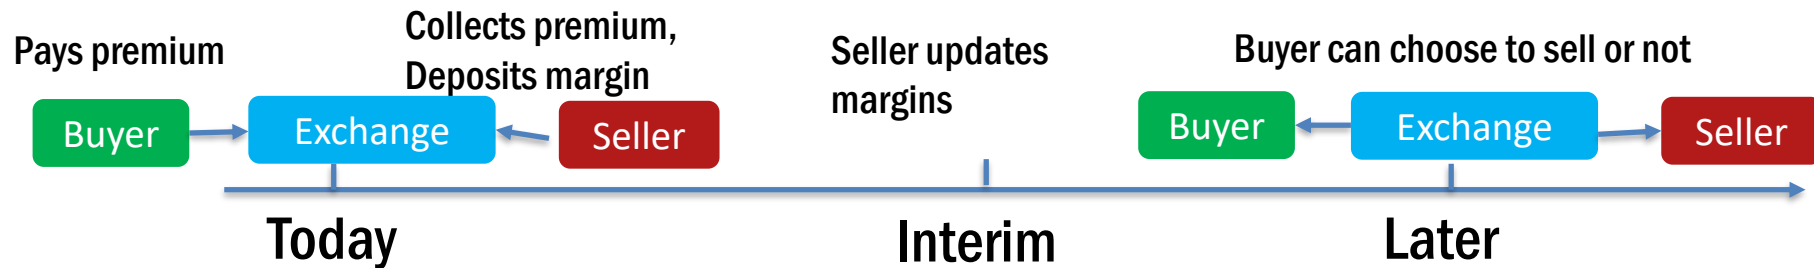 Pays premium
Collects premium,
Deposits margin
Seller updates
margins
Buyer can choose to sell or not
Buyer
Exchange
Seller
Buyer
Exchange
Seller
Today
Interim
Later